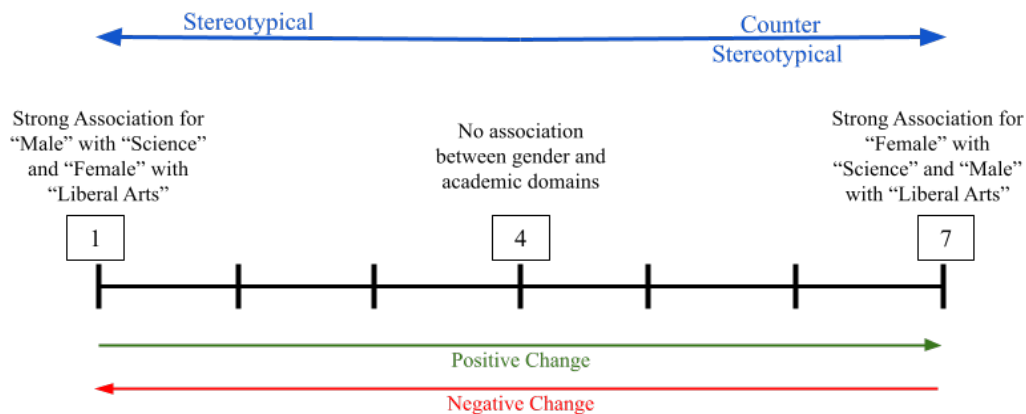 Stereotypical
Counter
Stereotypical
Strong Association for
“Male” with “Science”
and “Female” with
“Liberal Arts”
No association
between gender and
academic domains
Strong Association for
“Female” with
“Science” and “Male”
with “Liberal Arts”
1
4
7
Positive Change
Negative Change